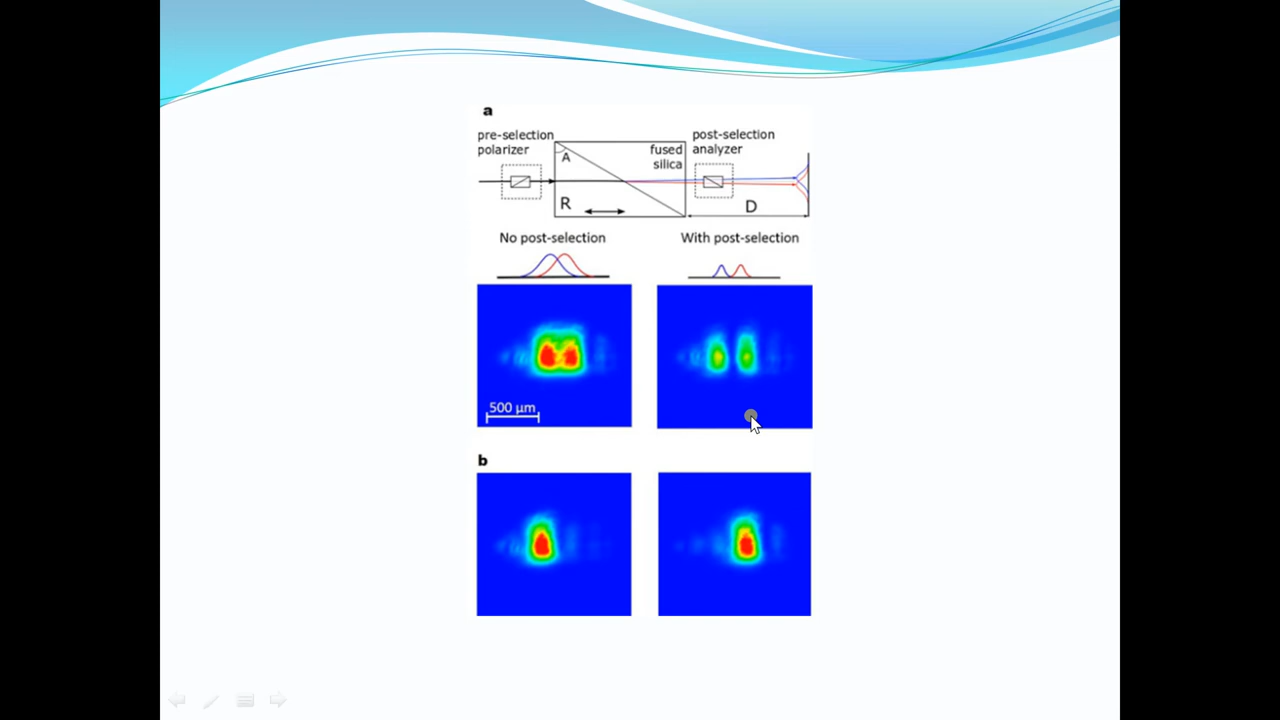 a
pre-selection
polarizer
A
fused
silica
post-selection
analyzer
R
D
No post-selection
With post-selection
500 μm
b